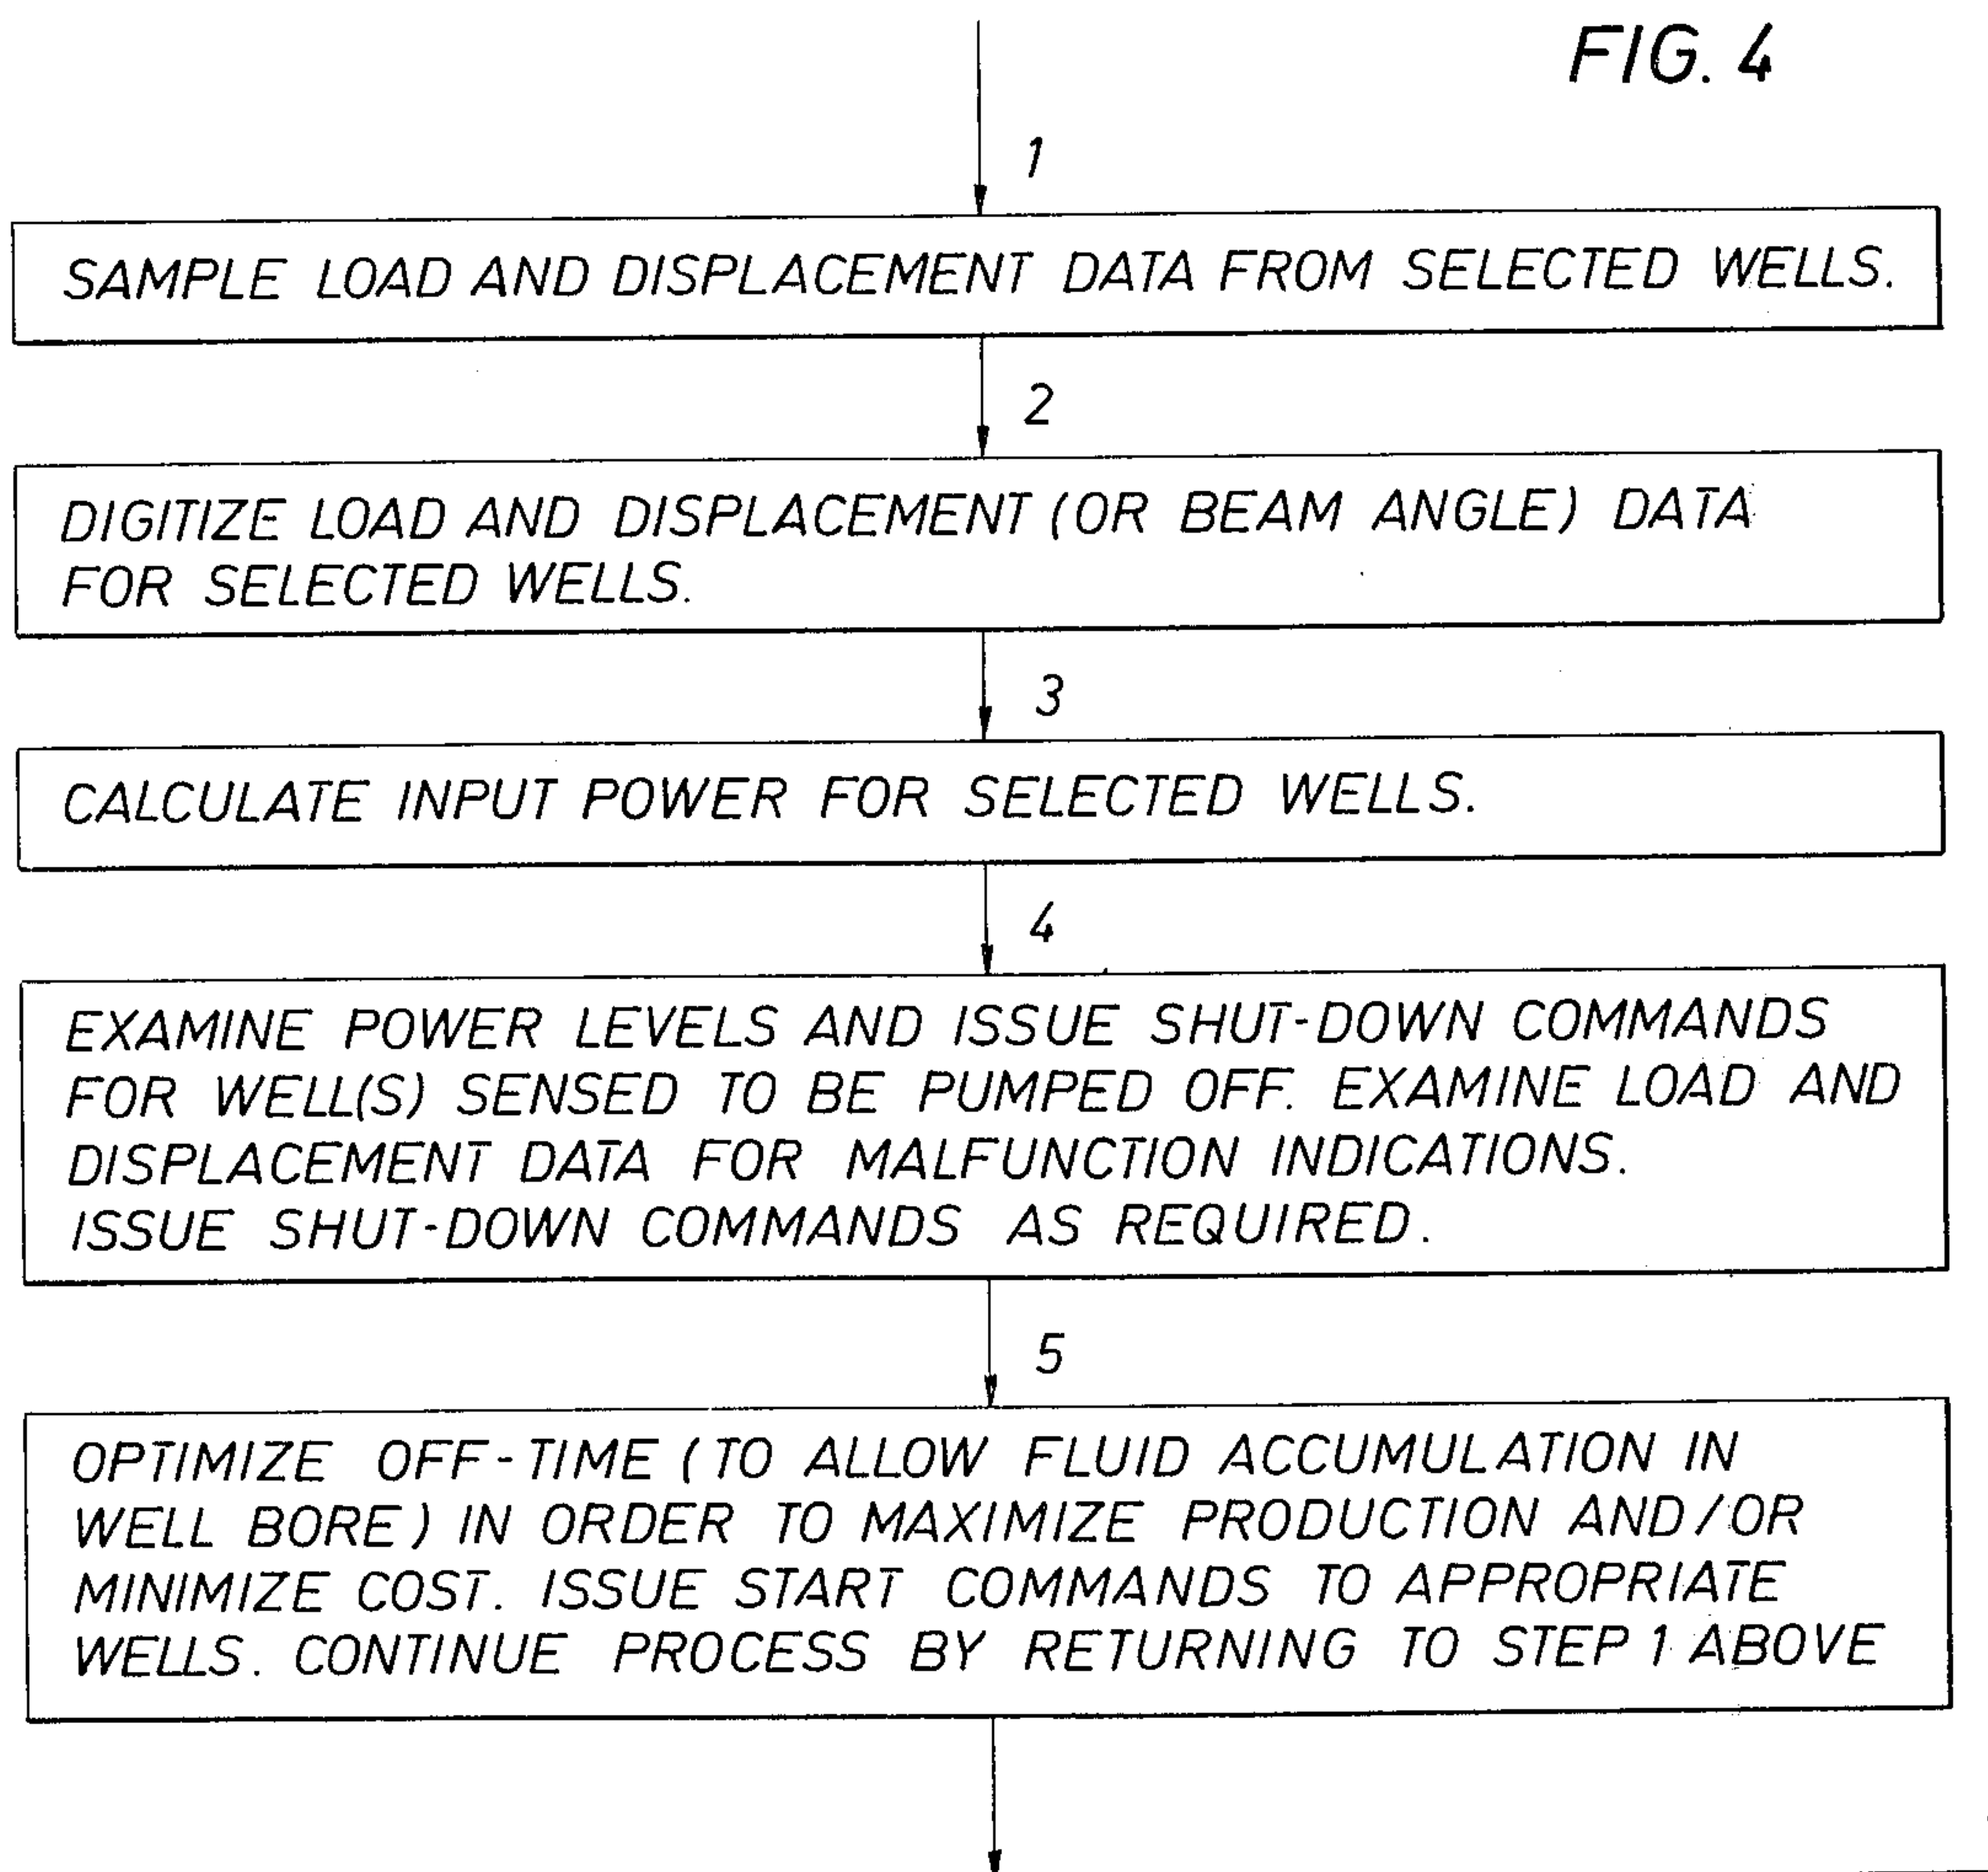 FIG. 4
1
SAMPLE LOAD AND DISPLACEMENT DATA FROM SELECTED WELLS.
2
DIGITIZE LOAD AND DISPLACEMENT (OR BEAM ANGLE) DATA
FOR SELECTED WELLS.
3
CALCULATE INPUT POWER FOR SELECTED WELLS.
4
EXAMINE POWER LEVELS AND ISSUE SHUT-DOWN COMMANDS
FOR WELL(S) SENSED TO BE PUMPED OFF. EXAMINE LOAD AND
DISPLACEMENT DATA FOR MALFUNCTION INDICATIONS.
ISSUE SHUT-DOWN COMMANDS AS REQUIRED.
5
OPTIMIZE OFF-TIME (TO ALLOW FLUID ACCUMULATION IN
WELL BORE) IN ORDER TO MAXIMIZE PRODUCTION AND/OR
MINIMIZE COST. ISSUE START COMMANDS TO APPROPRIATE
WELLS. CONTINUE PROCESS BY RETURNING TO STEP 1 ABOVE